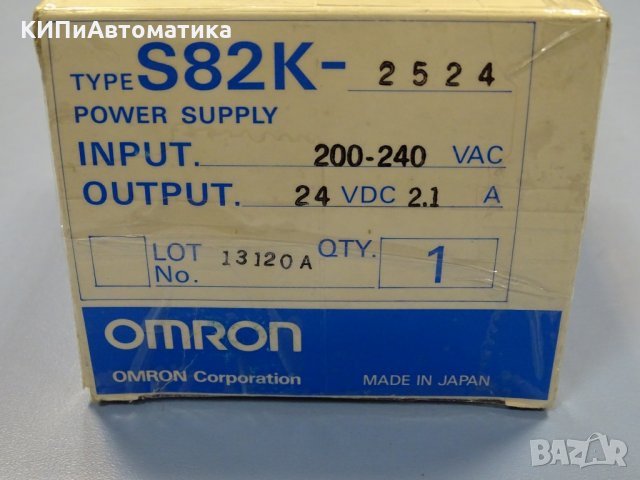 КИПиАвтоматика
TYPE S82K- 2524
POWER SUPPLY
INPUT. 200-240 VAC
OUTPUT. 24 VDC 2.1 A
LOT No. 13120A QTY. 1
OMRON
OMRON Corporation MADE IN JAPAN
BAZAR